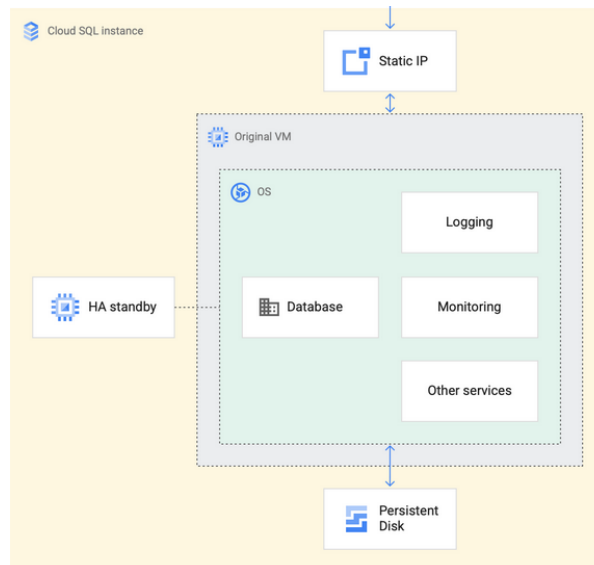 Cloud SQL instance
Static IP
Original VM
OS
Logging
HA standby
Database
Monitoring
Other services
Persistent
Disk